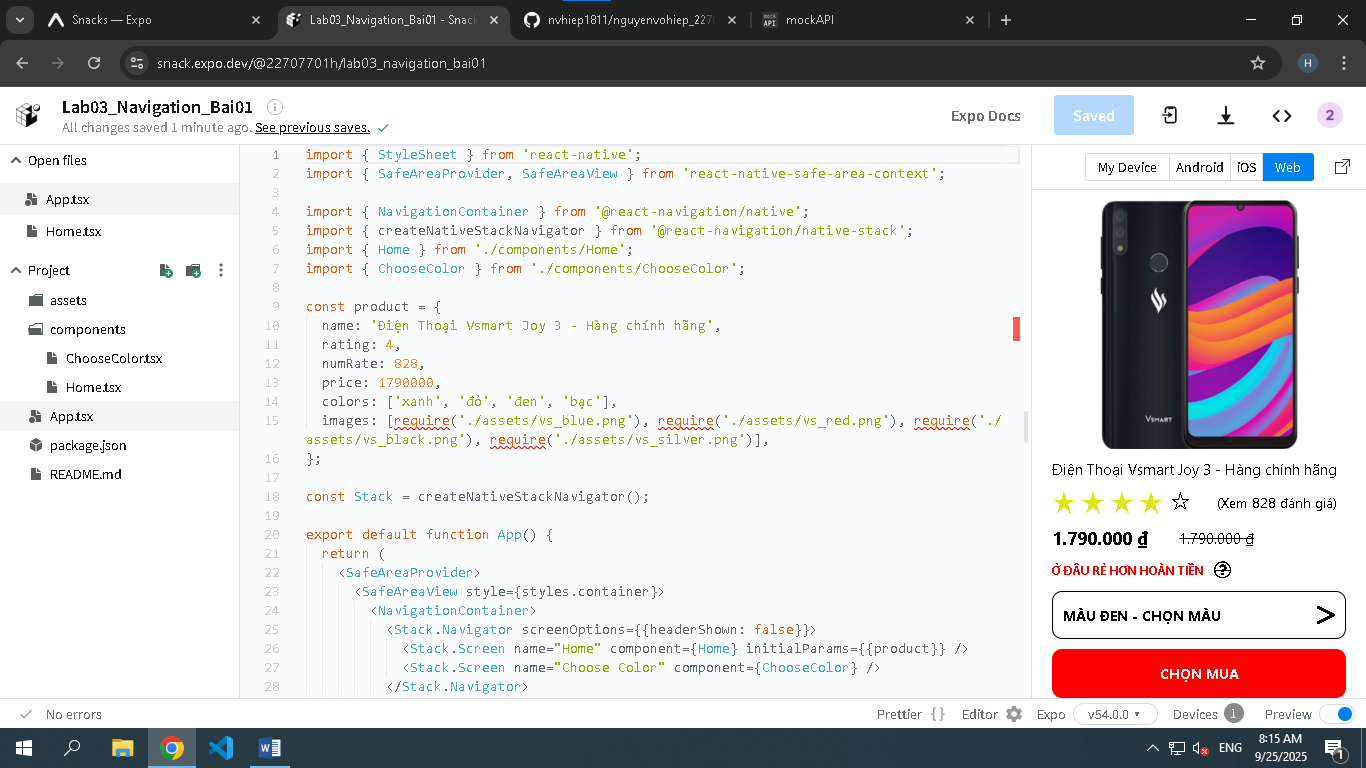 Snacks — Expo
Lab03_Navigation_Bai01 - Snac
nvhiep1811/nguyenvohiep_2270
mock API mockAPI
snack.expo.dev/@22707701h/lab03_navigation_bai01
H
Lab03_Navigation_Bai01
All changes saved 1 minute ago. See previous saves.
Expo Docs
Saved
2
Open files
App.tsx
Home.tsx
Project
assets
components
ChooseColor.tsx
Home.tsx
App.tsx
package.json
README.md
1 import { StyleSheet } from 'react-native';
2 import { SafeAreaProvider, SafeAreaView } from 'react-native-safe-area-context';
3
4 import { NavigationContainer } from '@react-navigation/native';
5 import { createNativeStackNavigator } from '@react-navigation/native-stack';
6 import { Home } from './components/Home';
7 import { ChooseColor } from './components/ChooseColor';
8
9 const product = {
10 name: 'Điện Thoại Vsmart Joy 3 - Hàng chính hãng',
11 rating: 4,
12 numRate: 828,
13 price: 1790000,
14 colors: ['xanh', 'đỏ', 'đen', 'bạc'],
15 images: [require('./assets/vs_blue.png'), require('./assets/vs_red.png'), require('./
assets/vs_black.png'), require('./assets/vs_silver.png')],
16 };
17
18 const Stack = createNativeStackNavigator();
19
20 export default function App() {
21 return (
22 <SafeAreaProvider>
23 <SafeAreaView style={styles.container}>
24 <NavigationContainer>
25 <Stack.Navigator screenOptions={{headerShown: false}}>
26 <Stack.Screen name="Home" component={Home} initialParams={{product}} />
27 <Stack.Screen name="Choose Color" component={ChooseColor} />
28 </Stack.Navigator>
My Device Android iOS Web
VSMART
Điện Thoại Vsmart Joy 3 - Hàng chính hãng
(Xem 828 đánh giá)
1.790.000 ₫ 1.790.000 ₫
Ở ĐÂU RẺ HƠN HOÀN TIỀN ?
MÀU ĐEN - CHỌN MÀU
CHỌN MUA
No errors
Prettier {} Editor Expo v54.0.0 Devices 1 Preview
ENG
8:15 AM
9/25/2025
1